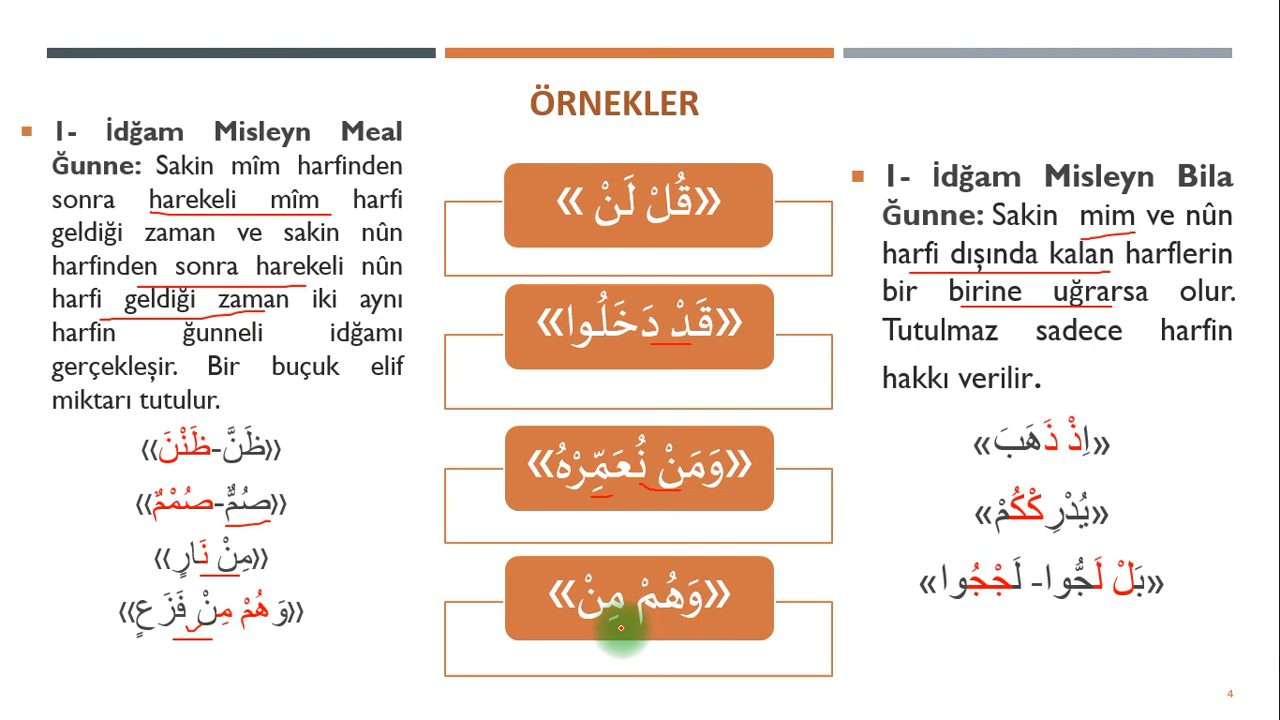 ÖRNEKLER
1- İdğam Misleyn Meal
Ğunne: Sakin mîm harfinden
sonra harekeli mîm harfi
geldiği zaman ve sakin nûn
harfinden sonra harekeli nûn
harfi geldiği zaman iki aynı
harfin ğunneli idğamı
gerçekleşir. Bir buçuk elif
miktarı tutulur.
«ظَنَّ-ظَنْنَ»
«صُمٌّ-صُمْمٌ»
«مِنْ نَارٍ»
«وَ هُمْ مِنْ فَزَعٍ»
«قُلْ لَنْ »
«قَدْ دَخَلُوا»
«وَمَنْ نُعَمِّرْهُ»
«وَهُمْ مِنْ»
1- İdğam Misleyn Bila
Ğunne: Sakin mim ve nûn
harfi dışında kalan harflerin
bir birine uğrarsa olur.
Tutulmaz sadece harfin
hakkı verilir.
«اِذْ ذَهَبَ»
«يُدْرِكْكُمْ»
«بَلْ لَجُّوا- لَجْجُوا»
4